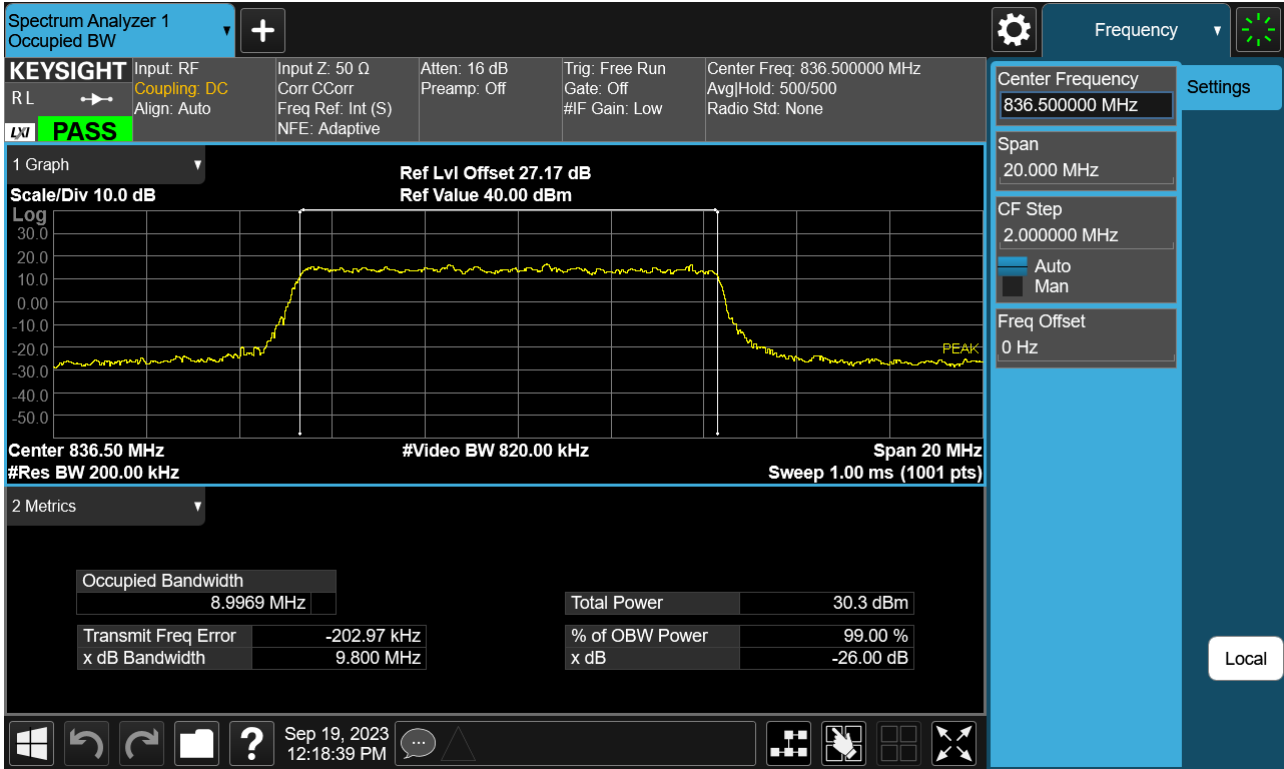 Spectrum Analyzer 1
Occupied BW
Frequency
KEYSIGHT
R L
LXI
PASS
Input: RF
Coupling: DC
Align: Auto
Input Z: 50 Ω
Corr CCorr
Freq Ref: Int (S)
NFE: Adaptive
Atten: 16 dB
Preamp: Off
Trig: Free Run
Gate: Off
#IF Gain: Low
Center Freq: 836.500000 MHz
Avg|Hold: 500/500
Radio Std: None
Center Frequency
836.500000 MHz
Settings
Span
20.000 MHz
CF Step
2.000000 MHz
Auto
Man
Freq Offset
0 Hz
Local
1 Graph
Scale/Div 10.0 dB
Ref Lvl Offset 27.17 dB
Ref Value 40.00 dBm
Log
30.0
20.0
10.0
0.00
-10.0
-20.0
-30.0
-40.0
-50.0
PEAK
Center 836.50 MHz
#Video BW 820.00 kHz
Span 20 MHz
#Res BW 200.00 kHz
Sweep 1.00 ms (1001 pts)
2 Metrics
Occupied Bandwidth
8.9969 MHz
Total Power 30.3 dBm
Transmit Freq Error -202.97 kHz
% of OBW Power 99.00 %
x dB Bandwidth 9.800 MHz
x dB -26.00 dB
?
Sep 19, 2023
12:18:39 PM